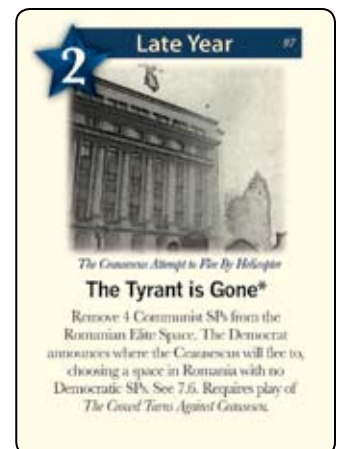 2
Late Year
97
The Ceausescus Attempt to Flee By Helicopter
The Tyrant is Gone*
Remove 4 Communist SPs from the
Romanian Elite Space. The Democrat
announces where the Ceausescus will flee to,
choosing a space in Romania with no
Democratic SPs. See 7.6. Requires play of
The Crowd Turns Against Ceausescu.